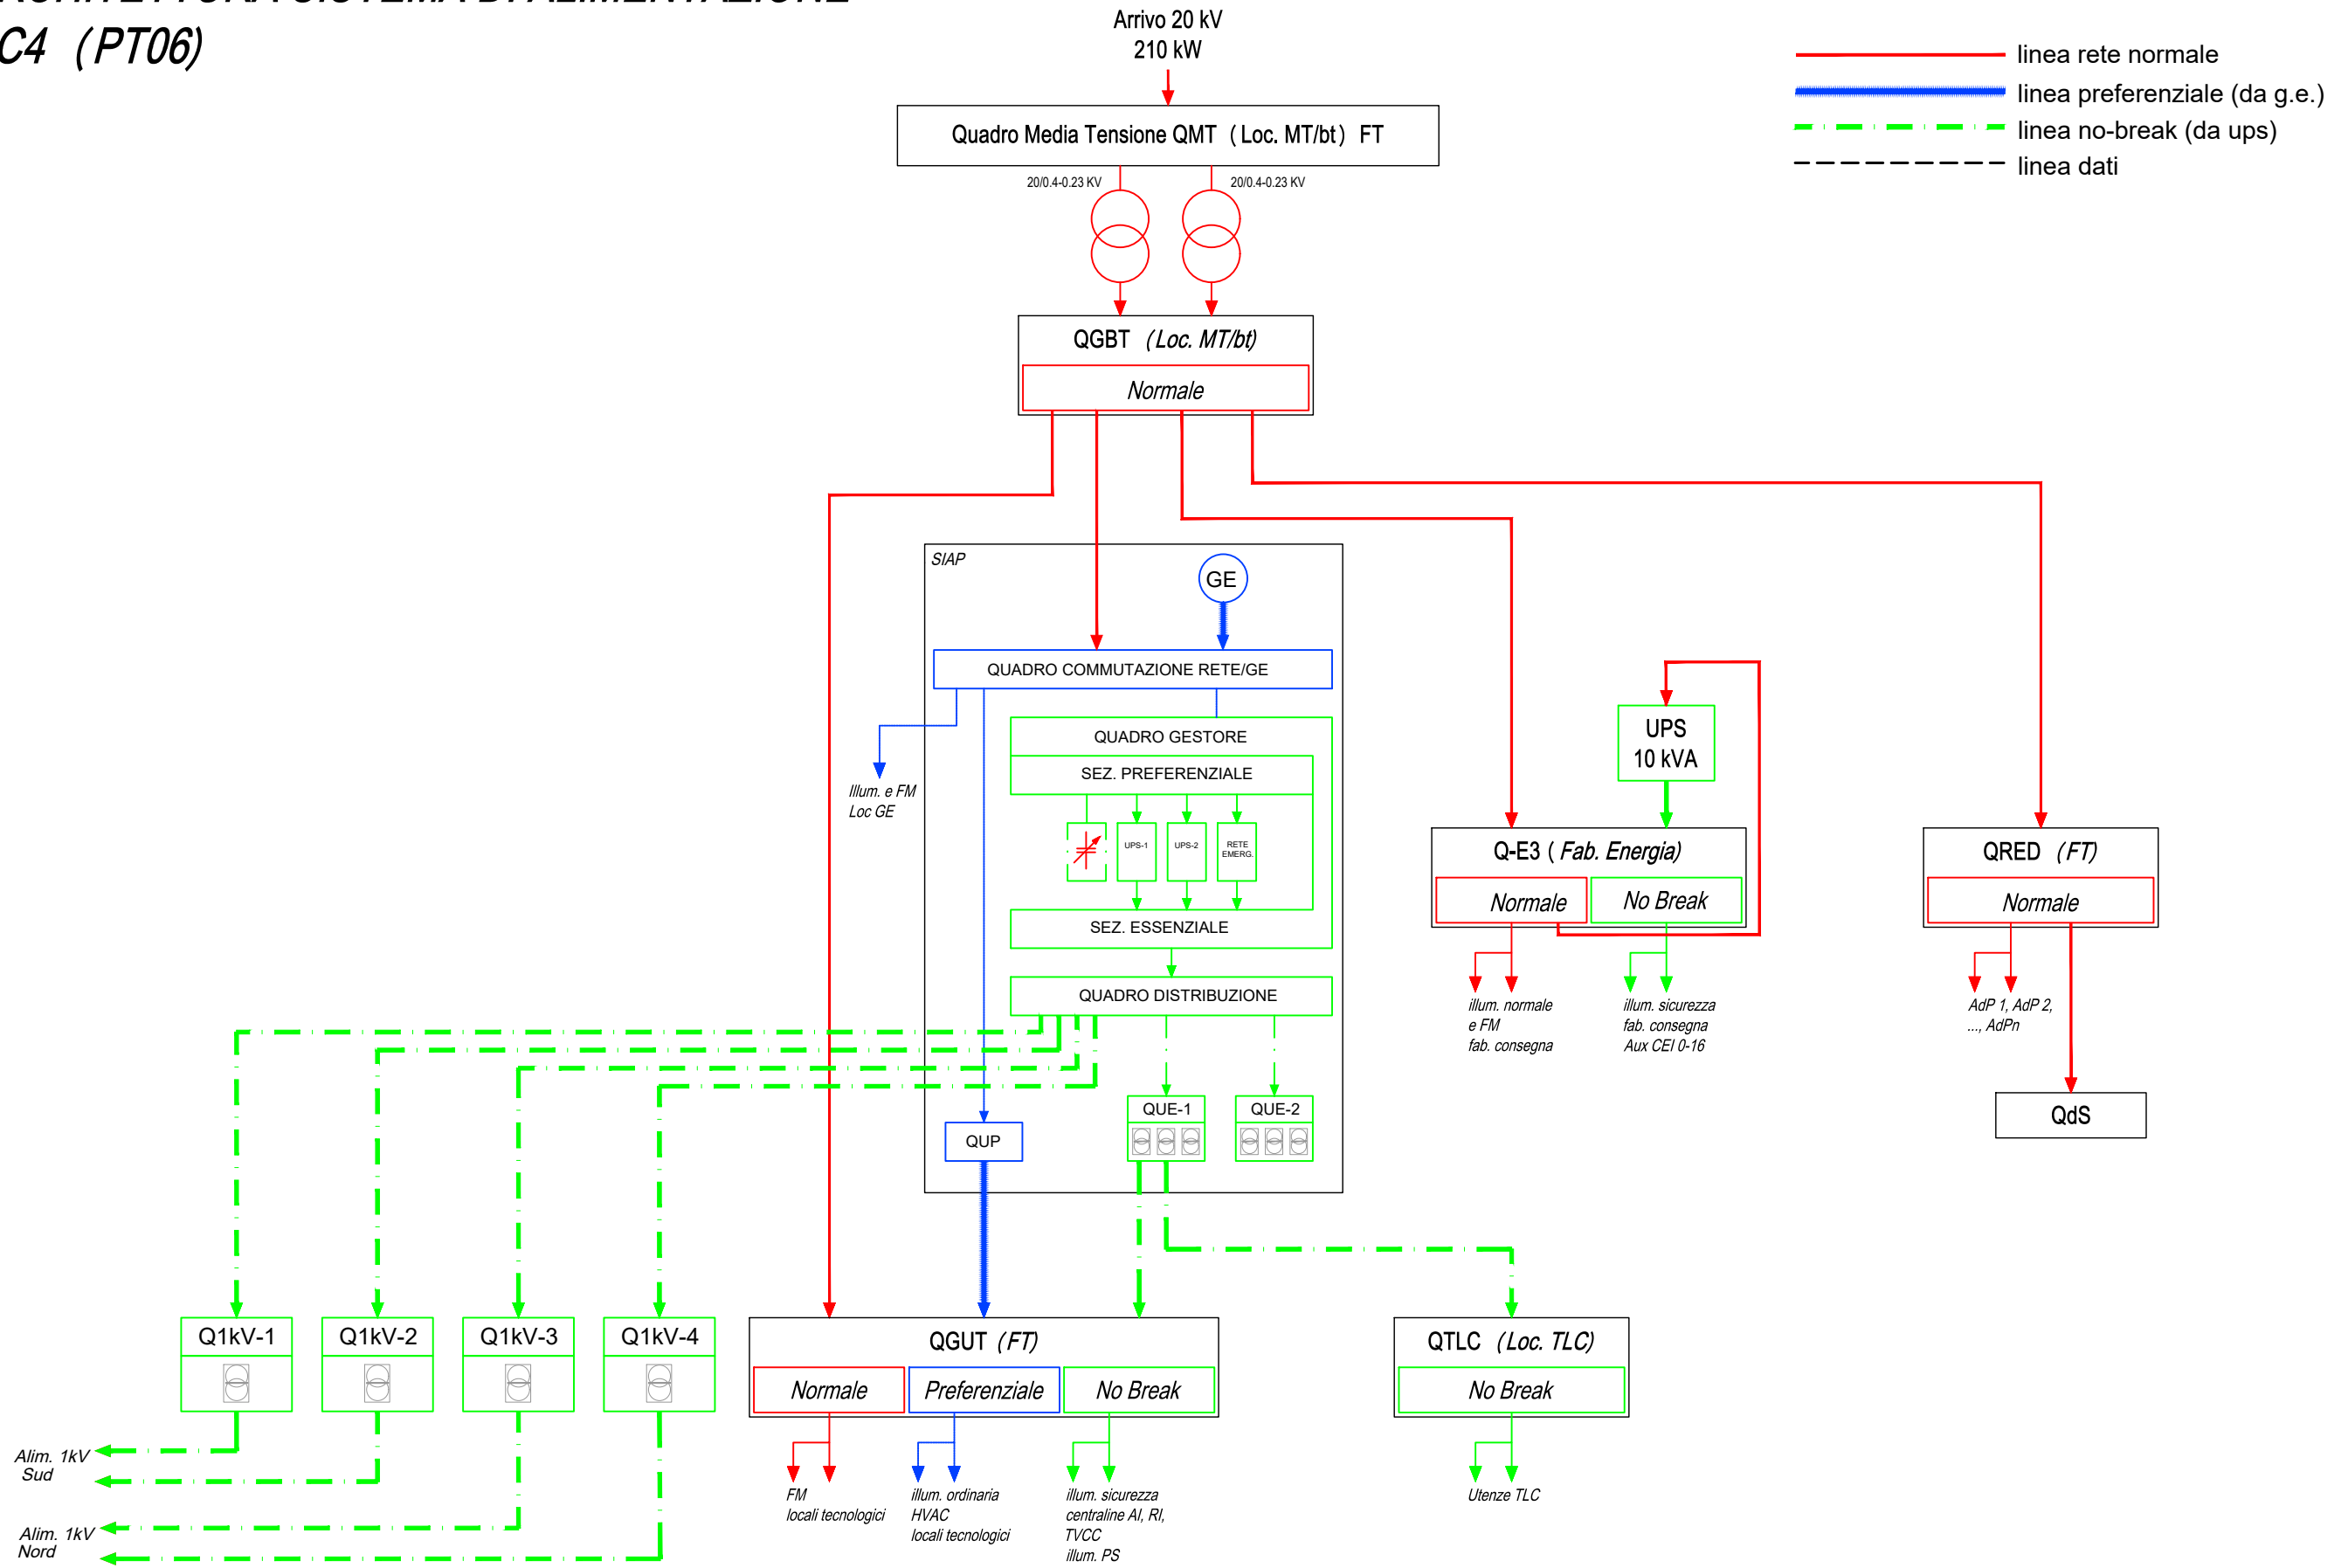 SISTEMA DI ALIMENTAZIONE
C4 (PT06)
Arrivo 20 kV
210 kW
linea rete normale
linea preferenziale (da g.e.)
linea no-break (da ups)
linea dati
Quadro Media Tensione QMT (Loc. MT/bt) FT
20/0.4-0.23 KV
20/0.4-0.23 KV
QGBT (Loc. MT/bt)
Normale
SIAP
GE
QUADRO COMMUTAZIONE RETE/GE
Illum. e FM
Loc GE
QUADRO GESTORE
SEZ. PREFERENZIALE
UPS-1
UPS-2
RETE
EMERG.
SEZ. ESSENZIALE
QUADRO DISTRIBUZIONE
QUP
QUE-1
QUE-2
UPS
10 kVA
Q-E3 (Fab. Energia)
Normale
No Break
illum. normale
e FM
fab. consegna
illum. sicurezza
fab. consegna
Aux CEI 0-16
QRED (FT)
Normale
AdP 1, AdP 2,
..., AdPn
QdS
Q1kV-1
Q1kV-2
Q1kV-3
Q1kV-4
Alim. 1kV
Sud
Alim. 1kV
Nord
QGUT (FT)
Normale
Preferenziale
No Break
FM
locali tecnologici
illum. ordinaria
HVAC
locali tecnologici
illum. sicurezza
centraline AI, RI,
TVCC
illum. PS
QTLC (Loc. TLC)
No Break
Utenze TLC